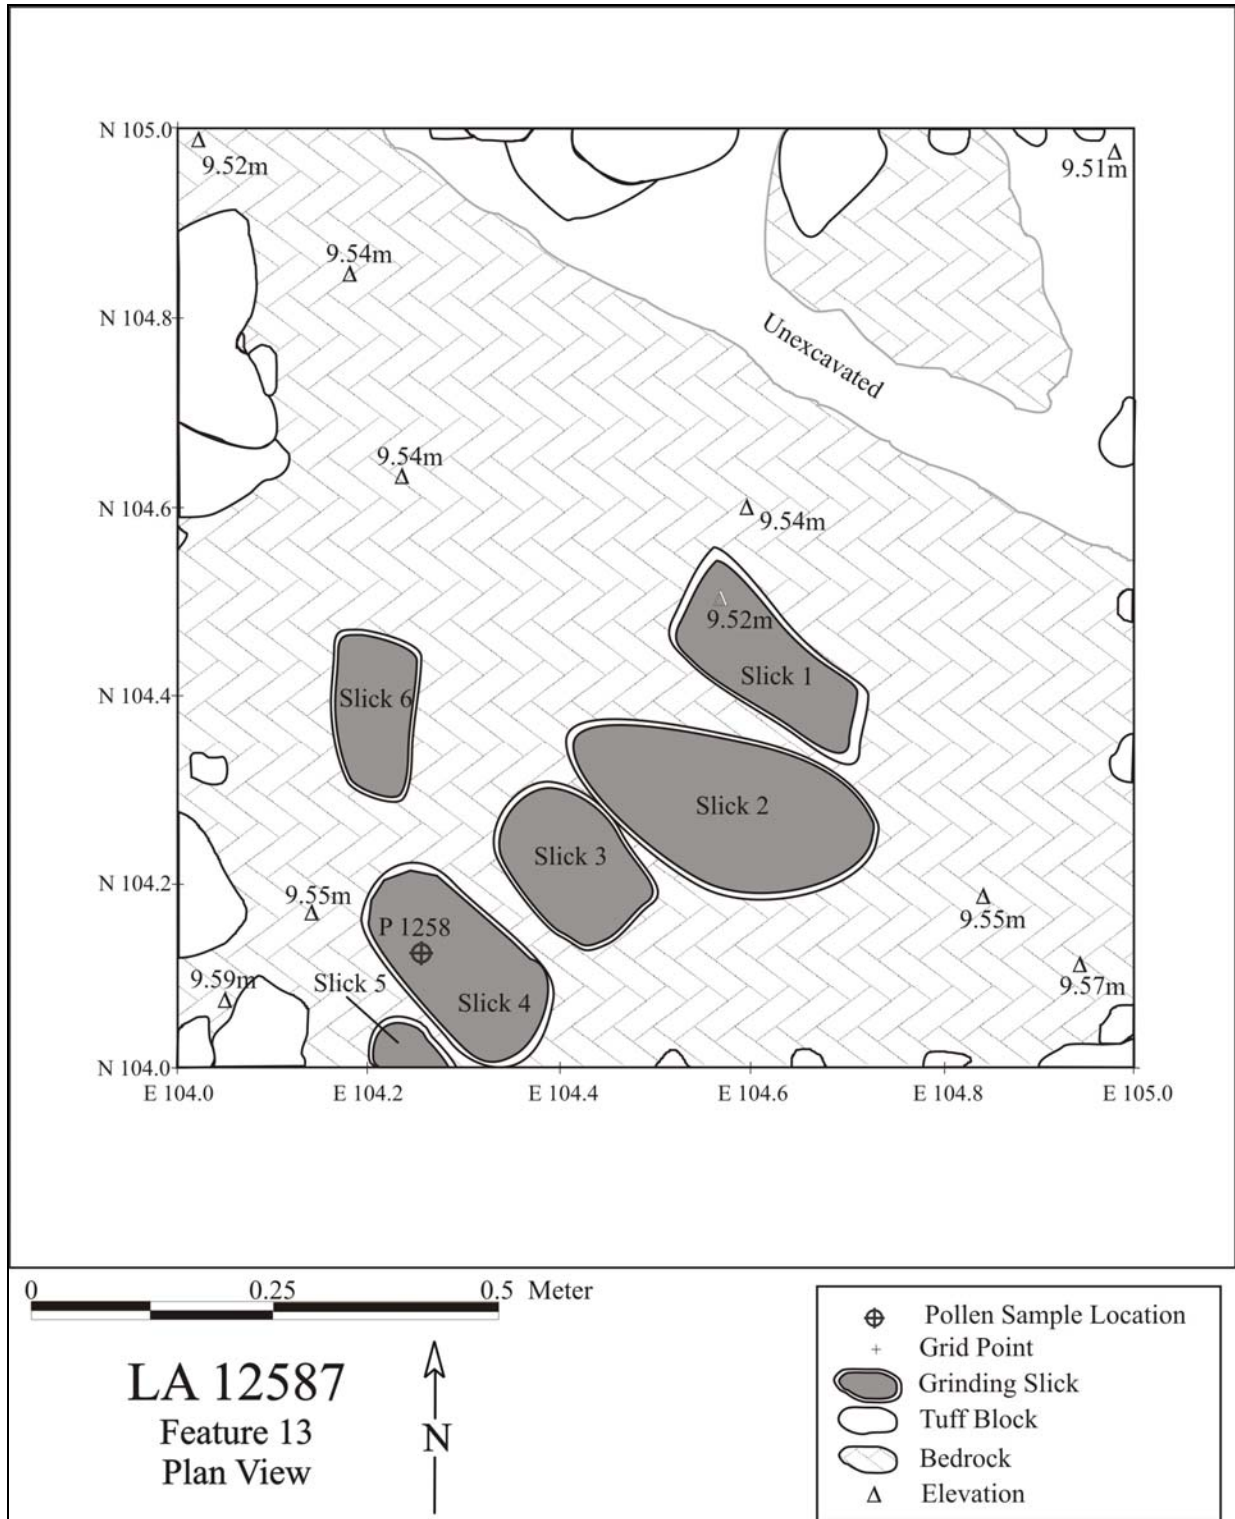 N 105.0
9.52m
9.51m
9.54m
N 104.8
Unexcavated
9.54m
N 104.6
9.54m
9.52m
Slick 1
N 104.4
Slick 6
Slick 2
Slick 3
N 104.2
9.55m
9.55m
P 1258
9.59m
Slick 5
9.57m
Slick 4
N 104.0
E 104.0
E 104.2
E 104.4
E 104.6
E 104.8
E 105.0
0 0.25 0.5 Meter
LA 12587
Feature 13
Plan View
N
Pollen Sample Location
Grid Point
Grinding Slick
Tuff Block
Bedrock
Elevation